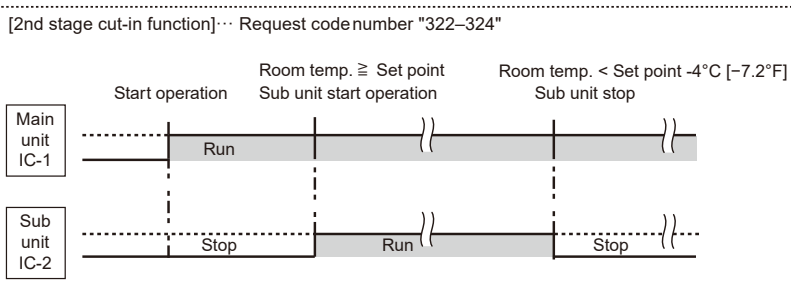 [2nd stage cut-in function]··· Request code number "322–324"
Room temp. ≧ Set point
Room temp. < Set point -4°C [−7.2°F]
Start operation
Sub unit start operation
Sub unit stop
Main
unit
IC-1
Run
Sub
unit
IC-2
Stop
Run
Stop